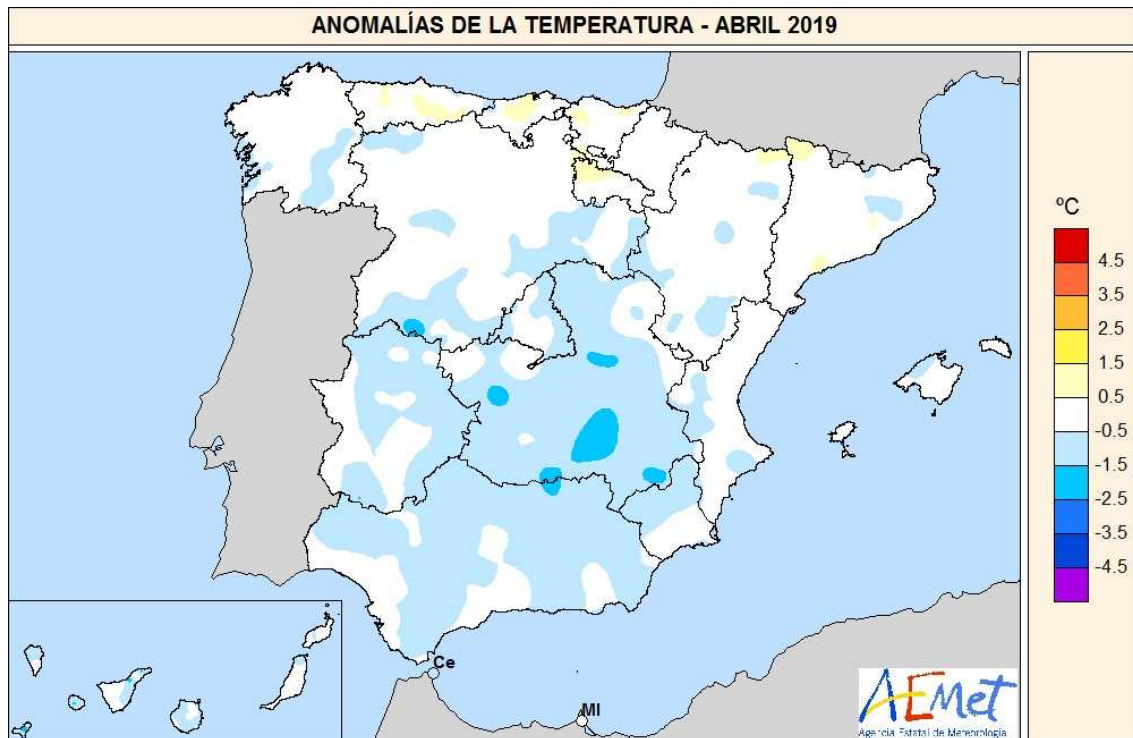 ANOMALÍAS DE LA TEMPERATURA - ABRIL 2019
ºC
4.5
3.5
2.5
1.5
0.5
-0.5
-1.5
-2.5
-3.5
-4.5
Ce
Ml
AEMet
Agencia Estatal de Meteorología